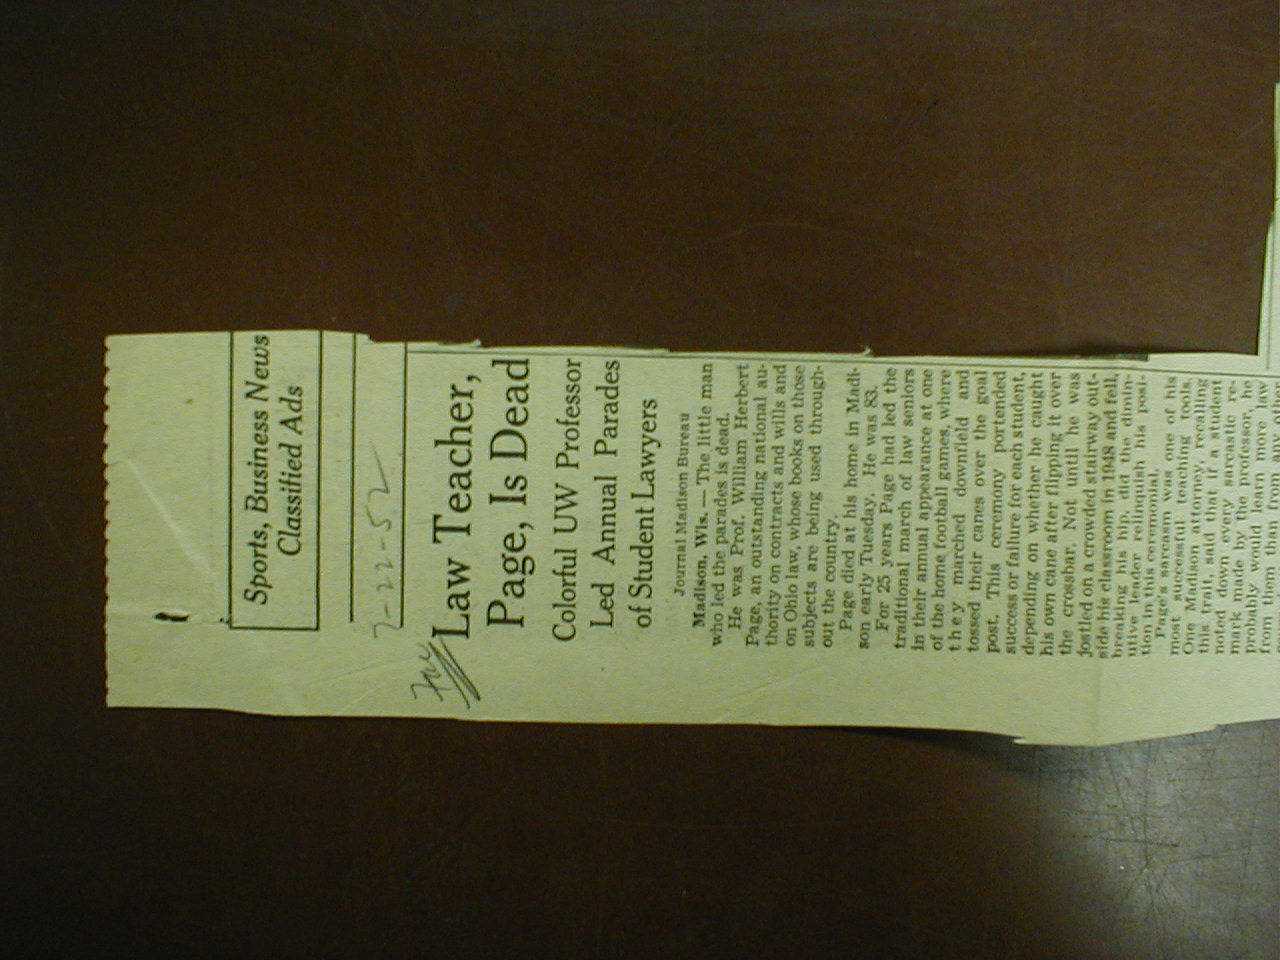 Sports, Business News
Classified Ads
7-22-52
Law Teacher,
Page, Is Dead
Colorful UW Professor
Led Annual Parades
of Student Lawyers
Journal Madison Bureau
Madison, Wis. — The little man
who led the parades is dead.
He was Prof. William Herbert
Page, an outstanding national au-
thority on contracts and wills and
on Ohio law, whose books on those
subjects are being used through-
out the country.
Page died at his home in Madi-
son early Tuesday. He was 83.
For 25 years Page had led the
traditional march of law seniors
in their annual appearance at one
of the home football games, where
they marched downfield and
tossed their canes over the goal
post. This ceremony portended
success or failure for each student,
depending on whether he caught
his own cane after flipping it over
the crossbar. Not until he was
jostled on a crowded stairway out-
side his classroom in 1948 and fell,
breaking his hip, did the dimin-
utive leader relinquish his posi-
tion in this ceremonial.
Page's sarcasm was one of his
most successful teaching tools.
One Madison attorney, recalling
this trait, said that if a student
noted down every sarcastic re-
mark made by the professor, he
probably would learn more law
from them than from any law